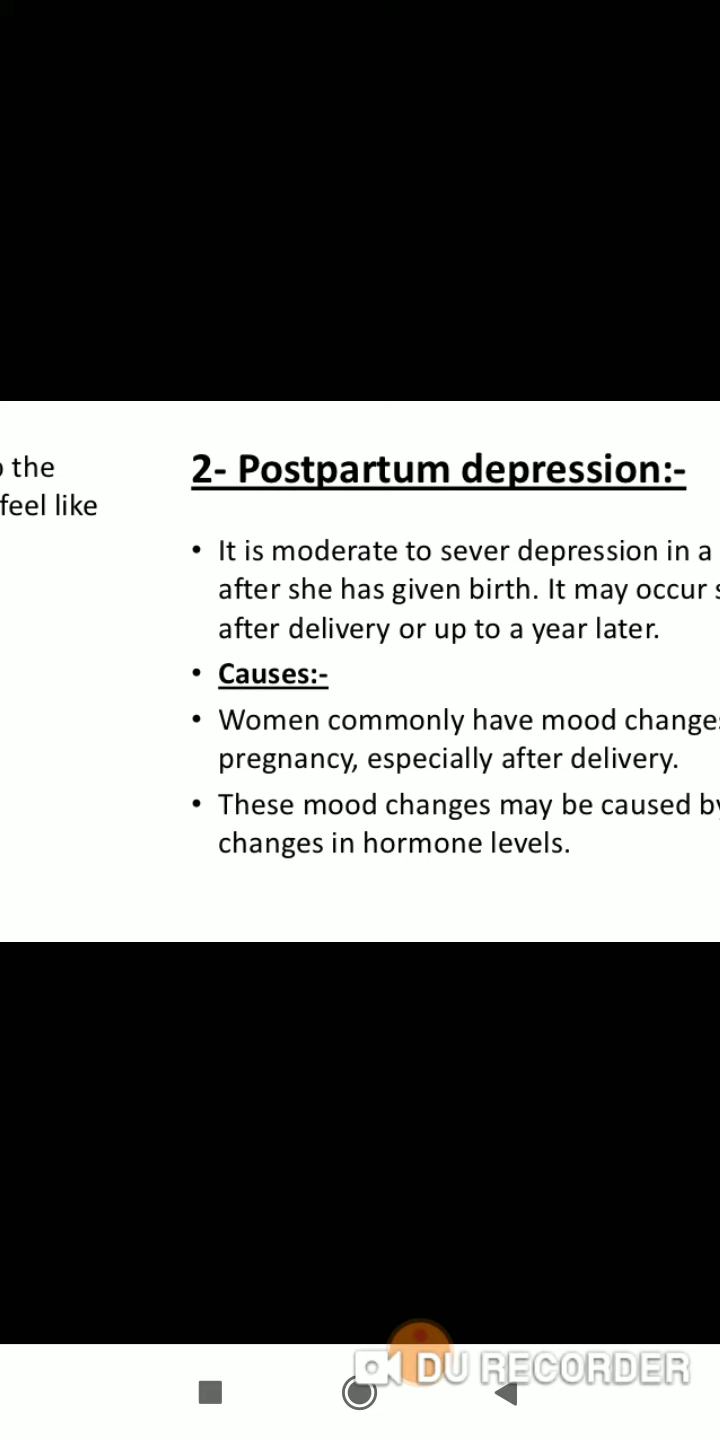 the
feel like
2- Postpartum depression:-
• It is moderate to sever depression in a
after she has given birth. It may occur
after delivery or up to a year later.
• Causes:-
• Women commonly have mood changes
pregnancy, especially after delivery.
• These mood changes may be caused by
changes in hormone levels.
DU RECORDER